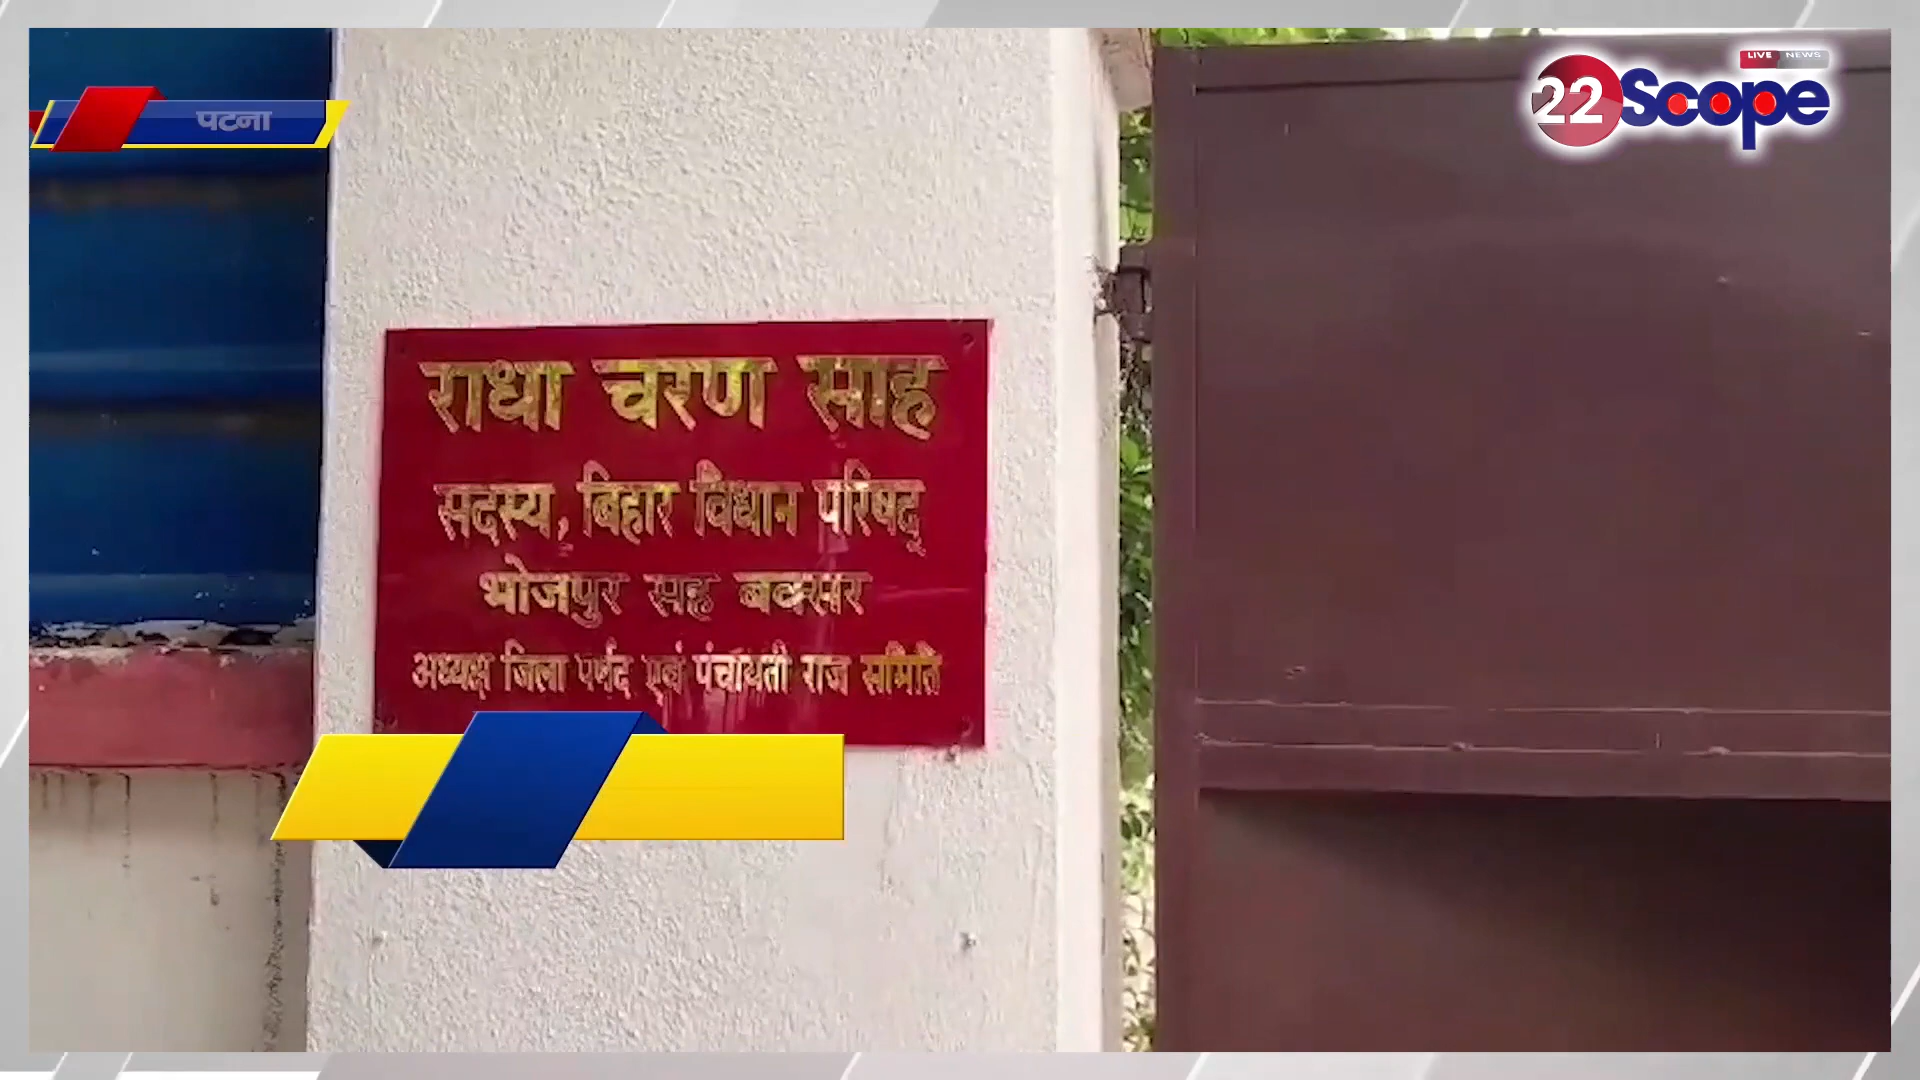 पटना
LIVE NEWS
22Scope
राधा चरण साह
सदस्य, बिहार विधान परिषद्
भोजपुर सह बक्सर
अध्यक्ष जिला पर्षद एवं पंचायती राज समिति